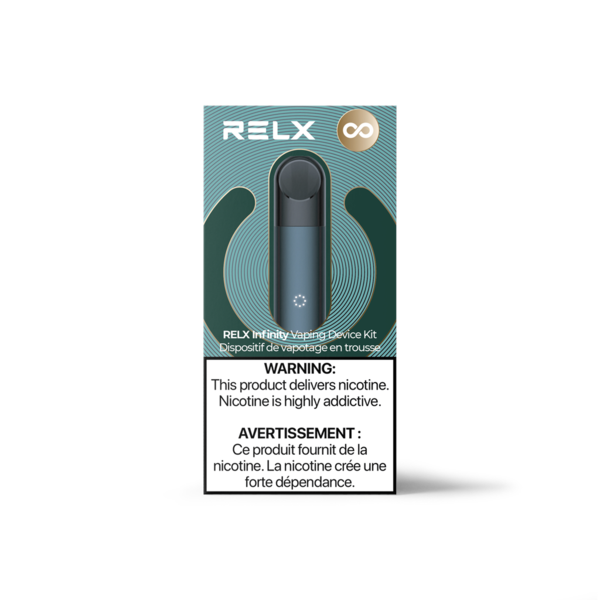 RELX
RELX Infinity Vaping Device Kit
Dispositif de vapotage en trousse
WARNING:
This product delivers nicotine.
Nicotine is highly addictive.
AVERTISSEMENT :
Ce produit fournit de la
nicotine. La nicotine crée une
forte dépendance.